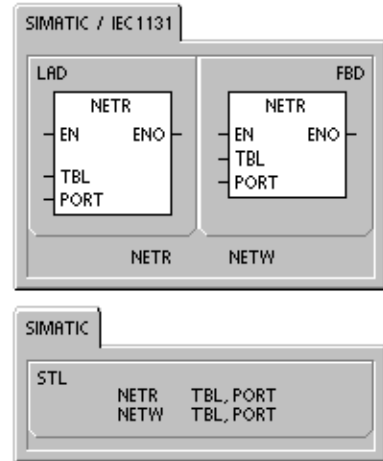 SIMATIC / IEC1131
LAD
FBD
NETR
EN ENO
TBL
PORT
NETR
EN ENO
TBL
PORT
NETR NETW
SIMATIC
STL
NETR TBL, PORT
NETW TBL, PORT